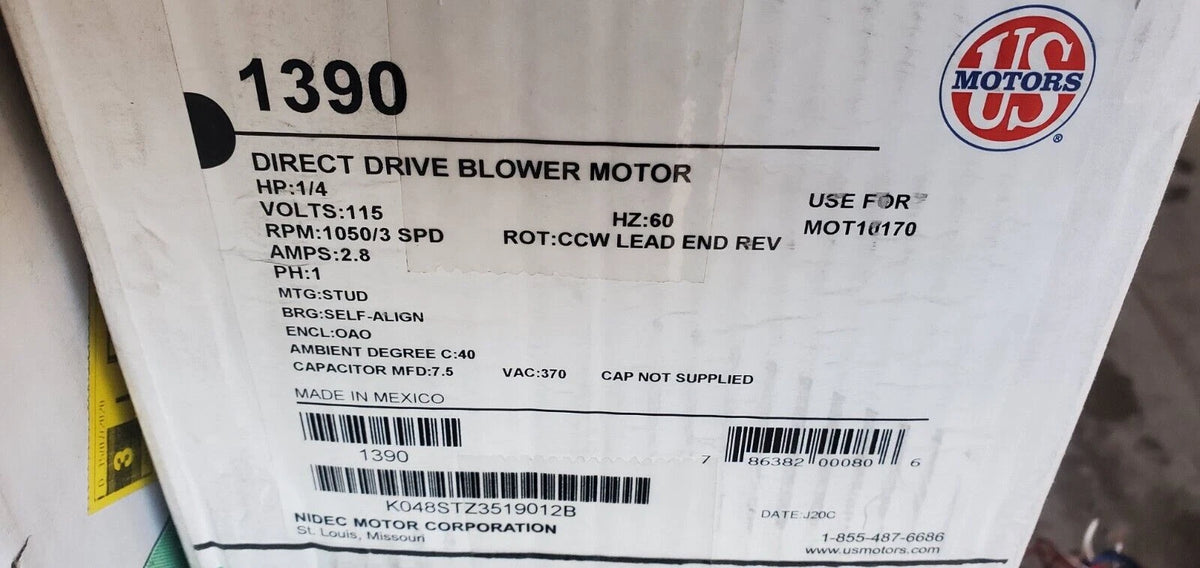 1390
US
MOTORS
®
DIRECT DRIVE BLOWER MOTOR
HP:1/4
VOLTS:115 HZ:60
RPM:1050/3 SPD ROT:CCW LEAD END REV
USE FOR
MOT10170
AMPS:2.8
PH:1
MTG:STUD
BRG:SELF-ALIGN
ENCL:OAO
AMBIENT DEGREE C:40
CAPACITOR MFD:7.5 VAC:370 CAP NOT SUPPLIED
MADE IN MEXICO
1390
7 86382 00080 6
K048STZ3519012B
NIDEC MOTOR CORPORATION
St. Louis, Missouri
DATE:J20C
1-855-487-6686
www.usmotors.com
3